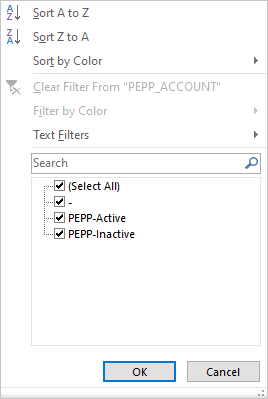 Sort A to Z
Sort Z to A
Sort by Color
Clear Filter From "PEPP_ACCOUNT"
Filter by Color
Text Filters
Search
(Select All)
-
PEPP-Active
PEPP-Inactive
OK Cancel